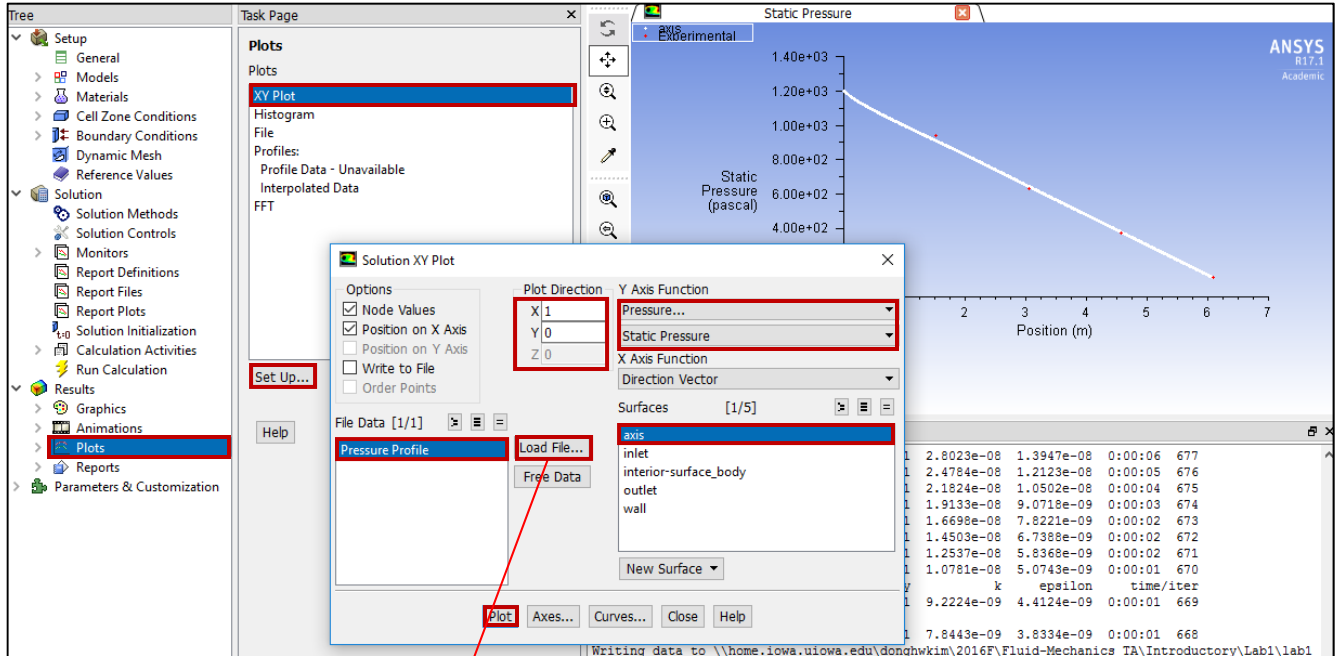 Tree
Setup
General
Models
Materials
Cell Zone Conditions
Boundary Conditions
Dynamic Mesh
Reference Values
Solution
Solution Methods
Solution Controls
Monitors
Report Definitions
Report Files
Report Plots
t=0 Solution Initialization
Calculation Activities
Run Calculation
Results
Graphics
Animations
Plots
Reports
Parameters & Customization
Task Page
Plots
Plots
XY Plot
Histogram
File
Profiles:
Profile Data - Unavailable
Interpolated Data
FFT
Set Up...
Help
Static Pressure
axis
Experimental
ANSYS
R17.1
Academic
1.40e+03
1.20e+03
1.00e+03
8.00e+02
6.00e+02
4.00e+02
Static
Pressure
(pascal)
2 3 4 5 6 7
Position (m)
Solution XY Plot
Options
Node Values
Position on X Axis
Position on Y Axis
Write to File
Order Points
Plot Direction
X 1
Y 0
Z 0
Y Axis Function
Pressure...
Static Pressure
X Axis Function
Direction Vector
File Data [1/1]
Pressure Profile
Load File...
Free Data
Surfaces [1/5]
axis
inlet
interior-surface_body
outlet
wall
New Surface
Plot Axes... Curves... Close Help
1 2.8023e-08 1.3947e-08 0:00:06 677
1 2.4784e-08 1.2123e-08 0:00:05 676
1 2.1824e-08 1.0502e-08 0:00:04 675
1 1.9133e-08 9.0718e-09 0:00:03 674
1 1.6698e-08 7.8221e-09 0:00:02 673
1 1.4503e-08 6.7388e-09 0:00:02 672
1 1.2537e-08 5.8368e-09 0:00:02 671
1 1.0781e-08 5.0743e-09 0:00:01 670
y k epsilon time/iter
1 9.2224e-09 4.4124e-09 0:00:01 669
1 7.8443e-09 3.8334e-09 0:00:01 668
Writing data to \\home.iowa.uiowa.edu\donghwkim\2016F\Fluid-Mechanics TA\Introductory\Lab1\lab1